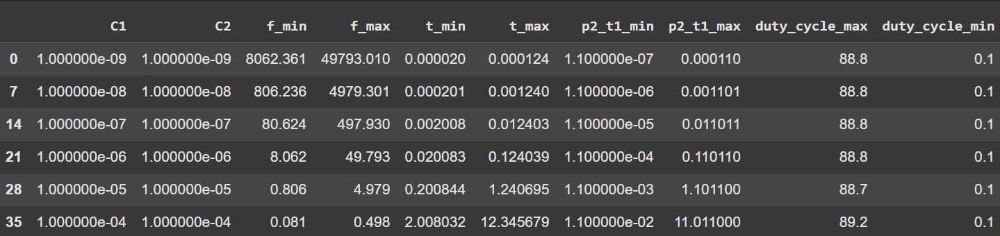 C1 C2 f_min f_max t_min t_max p2_t1_min p2_t1_max duty_cycle_max duty_cycle_min
0 1.000000e-09 1.000000e-09 8062.361 49793.010 0.000020 0.000124 1.100000e-07 0.000110 88.8 0.1
7 1.000000e-08 1.000000e-08 806.236 4979.301 0.000201 0.001240 1.100000e-06 0.001101 88.8 0.1
14 1.000000e-07 1.000000e-07 80.624 497.930 0.002008 0.012403 1.100000e-05 0.011011 88.8 0.1
21 1.000000e-06 1.000000e-06 8.062 49.793 0.020083 0.124039 1.100000e-04 0.110110 88.8 0.1
28 1.000000e-05 1.000000e-05 0.806 4.979 0.200844 1.240695 1.100000e-03 1.101100 88.7 0.1
35 1.000000e-04 1.000000e-04 0.081 0.498 2.008032 12.345679 1.100000e-02 11.011000 89.2 0.1